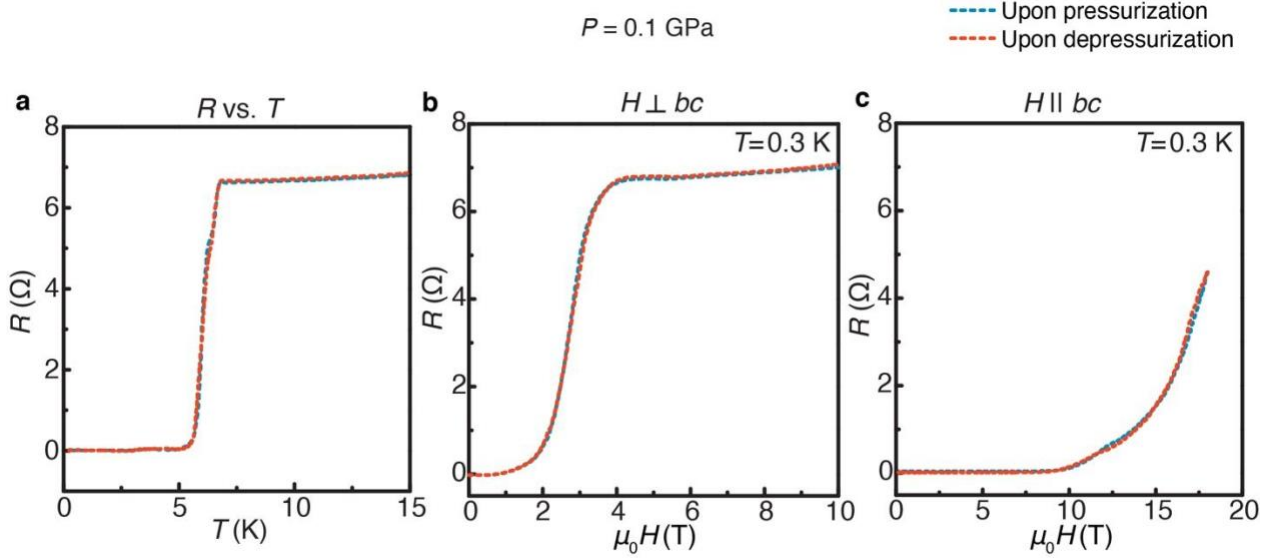 P = 0.1 GPa
Upon pressurization
Upon depressurization
a
R vs. T
8
6
4
2
0
R (Ω)
0 5 10 15
T (K)
b
H ⊥ bc
T=0.3 K
8
6
4
2
0
R (Ω)
0 2 4 6 8 10
μ₀H (T)
c
H || bc
T=0.3 K
8
6
4
2
0
R (Ω)
0 5 10 15 20
μ₀H (T)